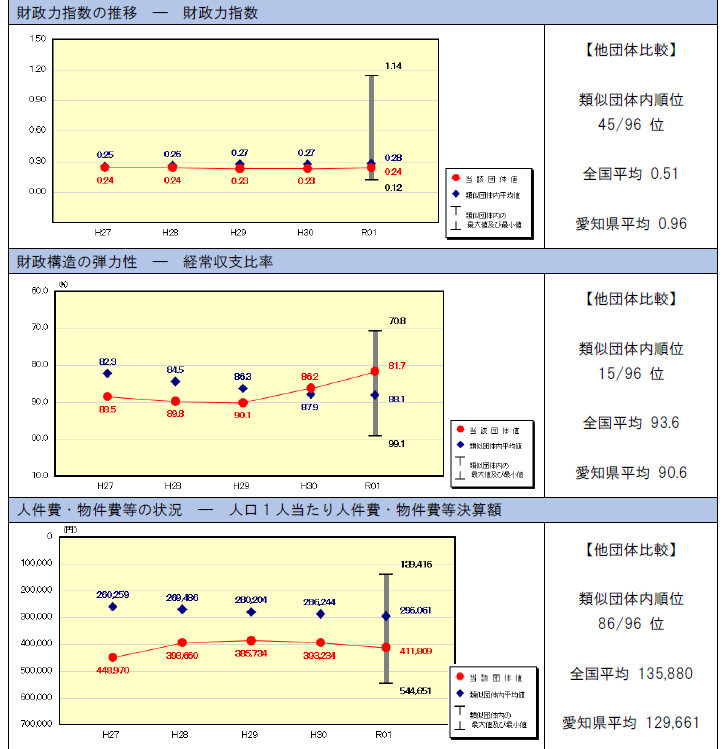 財政力指数の推移 ― 財政力指数
1.50
1.20
0.90
0.60
0.30
0.00
0.25
0.26
0.27
0.27
0.28
0.24
0.24
0.23
0.23
0.24
1.14
0.12
H27
H28
H29
H30
R01
当該団体値
類似団体内平均値
類似団体内の
最大値及び最小値
【他団体比較】
類似団体内順位
45/96 位
全国平均 0.51
愛知県平均 0.96
財政構造の弾力性 ― 経常収支比率
(%)
60.0
70.0
80.0
90.0
00.0
10.0
82.3
84.5
86.3
86.2
81.7
88.5
89.8
90.1
87.9
88.1
70.8
99.1
H27
H28
H29
H30
R01
当該団体値
類似団体内平均値
類似団体内の
最大値及び最小値
【他団体比較】
類似団体内順位
15/96 位
全国平均 93.6
愛知県平均 90.6
人件費・物件費等の状況 ― 人口1人当たり人件費・物件費等決算額
(円)
0
100,000
200,000
300,000
400,000
500,000
600,000
700,000
260,259
269,486
280,204
286,244
295,061
448,970
393,660
385,734
393,234
411,809
139,416
544,651
H27
H28
H29
H30
R01
当該団体値
類似団体内平均値
類似団体内の
最大値及び最小値
【他団体比較】
類似団体内順位
86/96 位
全国平均 135,880
愛知県平均 129,661